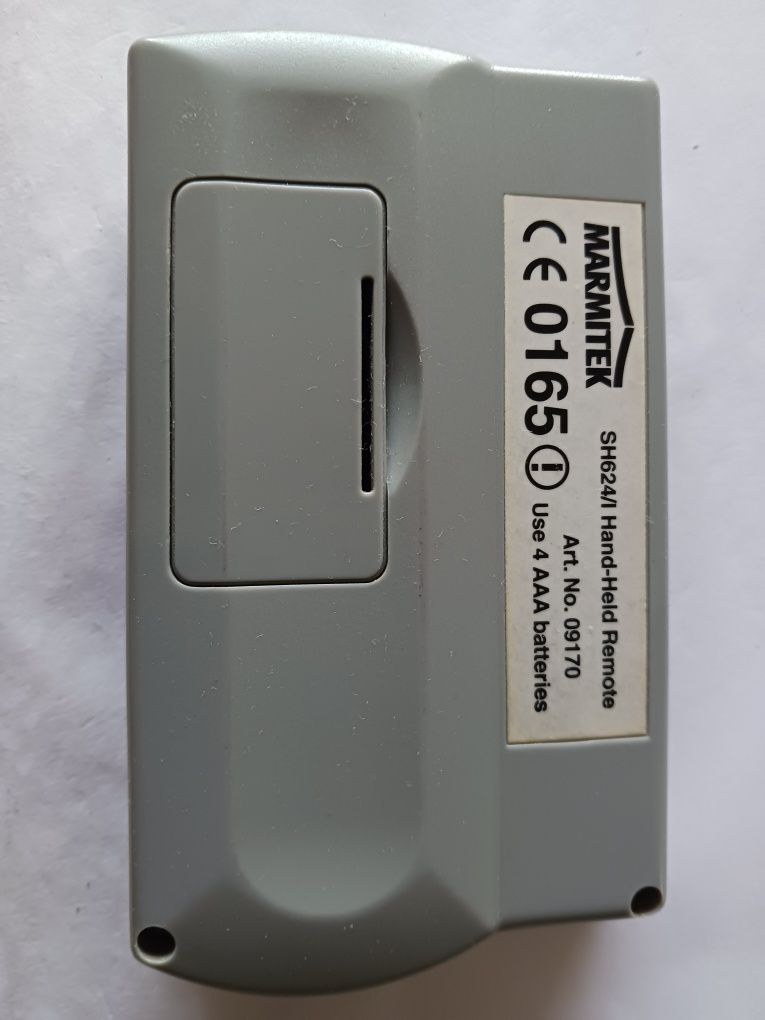 MARMITEK
SH624/I Hand-Held Remote
Art. No. 09170
CE 0165 ! Use 4 AAA batteries